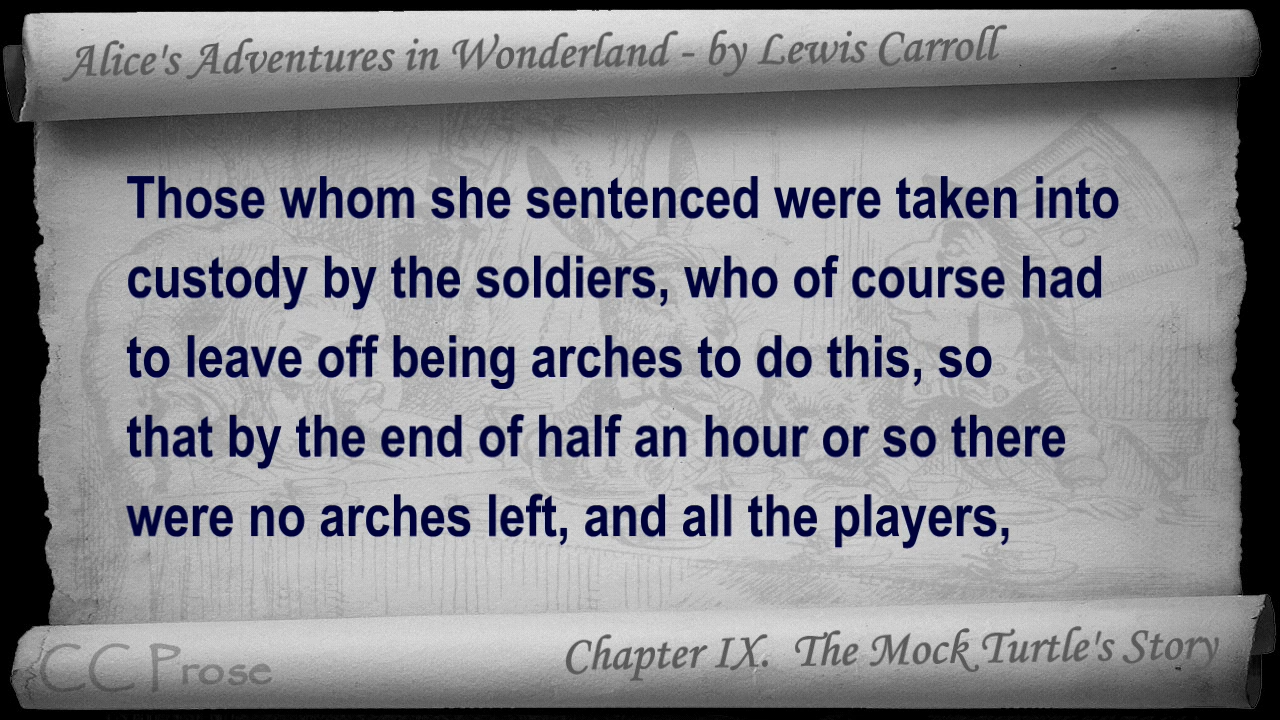 Alice's Adventures in Wonderland - by Lewis Carroll
Those whom she sentenced were taken into
custody by the soldiers, who of course had
to leave off being arches to do this, so
that by the end of half an hour or so there
were no arches left, and all the players,
CC Prose
Chapter IX. The Mock Turtle's Story